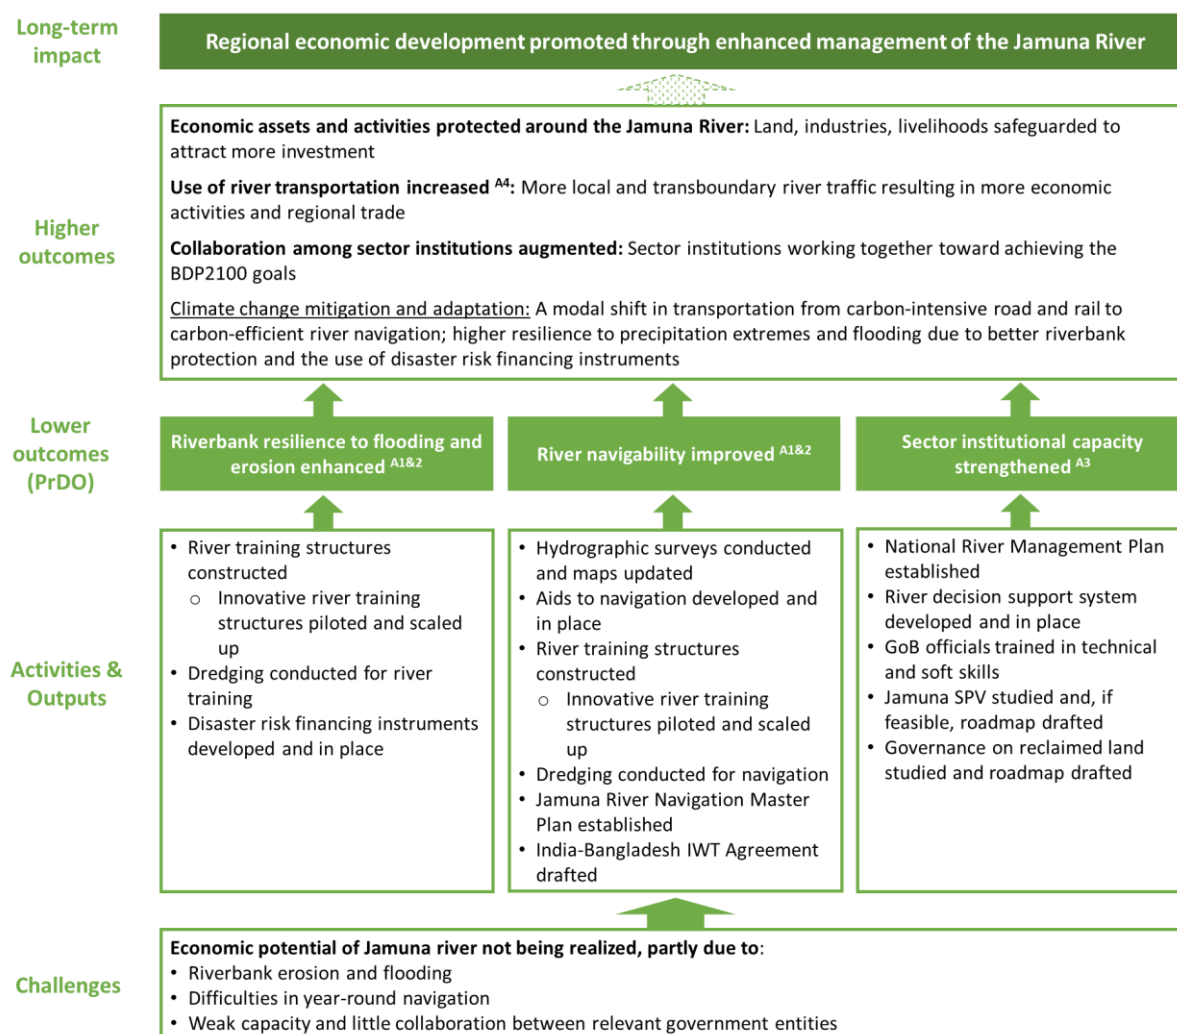 Long-term
impact
Regional economic development promoted through enhanced management of the Jamuna River
Higher
outcomes
Economic assets and activities protected around the Jamuna River: Land, industries, livelihoods safeguarded to
attract more investment
Use of river transportation increased A4: More local and transboundary river traffic resulting in more economic
activities and regional trade
Collaboration among sector institutions augmented: Sector institutions working together toward achieving the
BDP2100 goals
Climate change mitigation and adaptation: A modal shift in transportation from carbon-intensive road and rail to
carbon-efficient river navigation; higher resilience to precipitation extremes and flooding due to better riverbank
protection and the use of disaster risk financing instruments
Lower
outcomes
(PrDO)
Riverbank resilience to flooding and
erosion enhanced A1&2
River navigability improved A1&2
Sector institutional capacity
strengthened A3
Activities &
Outputs
• River training structures
constructed
o Innovative river training
structures piloted and scaled
up
• Dredging conducted for river
training
• Disaster risk financing instruments
developed and in place
• Hydrographic surveys conducted
and maps updated
• Aids to navigation developed and
in place
• River training structures
constructed
o Innovative river training
structures piloted and scaled
up
• Dredging conducted for navigation
• Jamuna River Navigation Master
Plan established
• India-Bangladesh IWT Agreement
drafted
• National River Management Plan
established
• River decision support system
developed and in place
• GoB officials trained in technical
and soft skills
• Jamuna SPV studied and, if
feasible, roadmap drafted
• Governance on reclaimed land
studied and roadmap drafted
Challenges
Economic potential of Jamuna river not being realized, partly due to:
• Riverbank erosion and flooding
• Difficulties in year-round navigation
• Weak capacity and little collaboration between relevant government entities